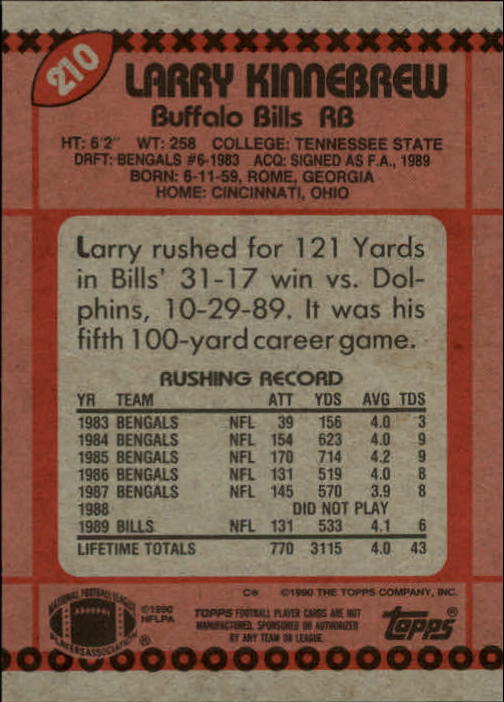 210
LARRY KINNEBREW
Buffalo Bills RB
HT: 6'2" WT: 258 COLLEGE: TENNESSEE STATE
DRFT: BENGALS #6-1983 ACQ: SIGNED AS F.A., 1989
BORN: 6-11-59, ROME, GEORGIA
HOME: CINCINNATI, OHIO
Larry rushed for 121 Yards
in Bills' 31-17 win vs. Dol-
phins, 10-29-89. It was his
fifth 100-yard career game.
RUSHING RECORD
YR TEAM ATT YDS AVG TDS
1983 BENGALS NFL 39 156 4.0 3
1984 BENGALS NFL 154 623 4.0 9
1985 BENGALS NFL 170 714 4.2 9
1986 BENGALS NFL 131 519 4.0 8
1987 BENGALS NFL 145 570 3.9 8
1988 DID NOT PLAY
1989 BILLS NFL 131 533 4.1 6
LIFETIME TOTALS 770 3115 4.0 43
C* ©1990 THE TOPPS COMPANY, INC.
NATIONAL FOOTBALL LEAGUE
PLAYERS ASSOCIATION ®
©1990
NFLPA
TOPPS FOOTBALL PLAYER CARDS ARE NOT
MANUFACTURED, SPONSORED OR AUTHORIZED
BY ANY TEAM OR LEAGUE.
topps ®